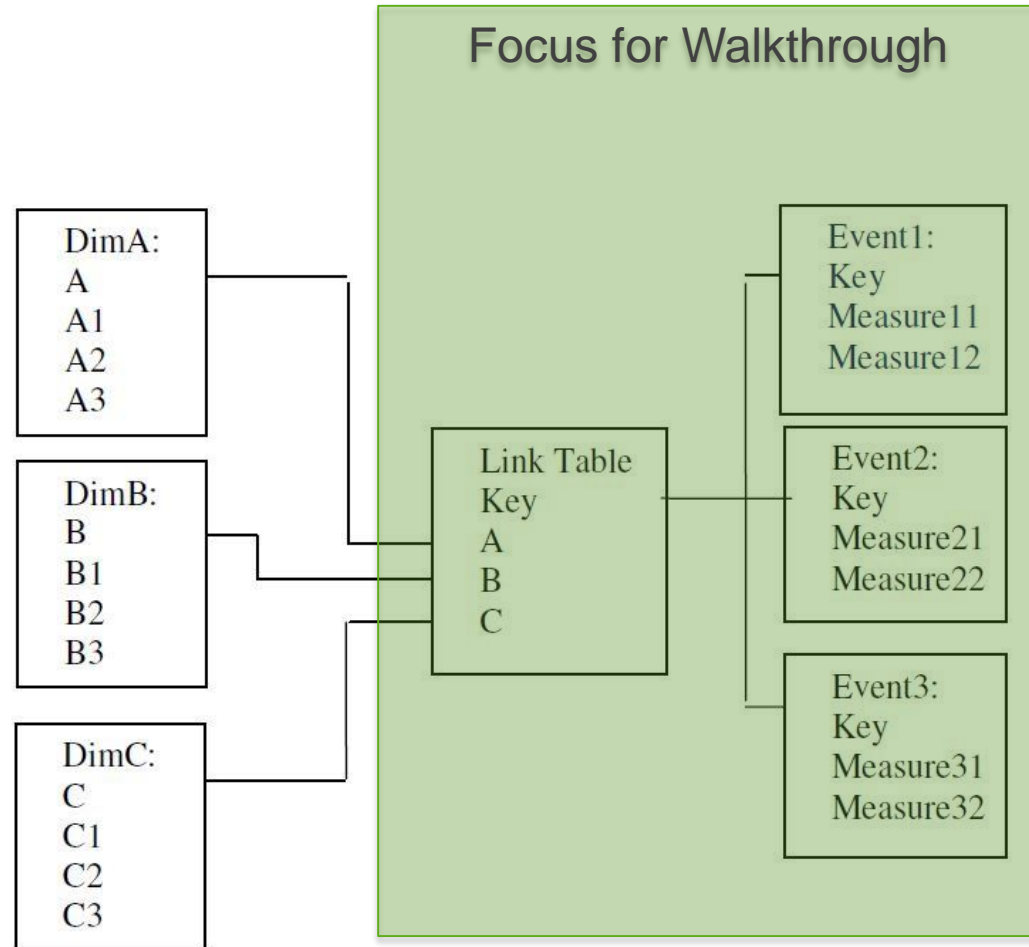 Focus for Walkthrough
DimA:
A
A1
A2
A3
DimB:
B
B1
B2
B3
DimC:
C
C1
C2
C3
Link Table
Key
A
B
C
Event1:
Key
Measure11
Measure12
Event2:
Key
Measure21
Measure22
Event3:
Key
Measure31
Measure32